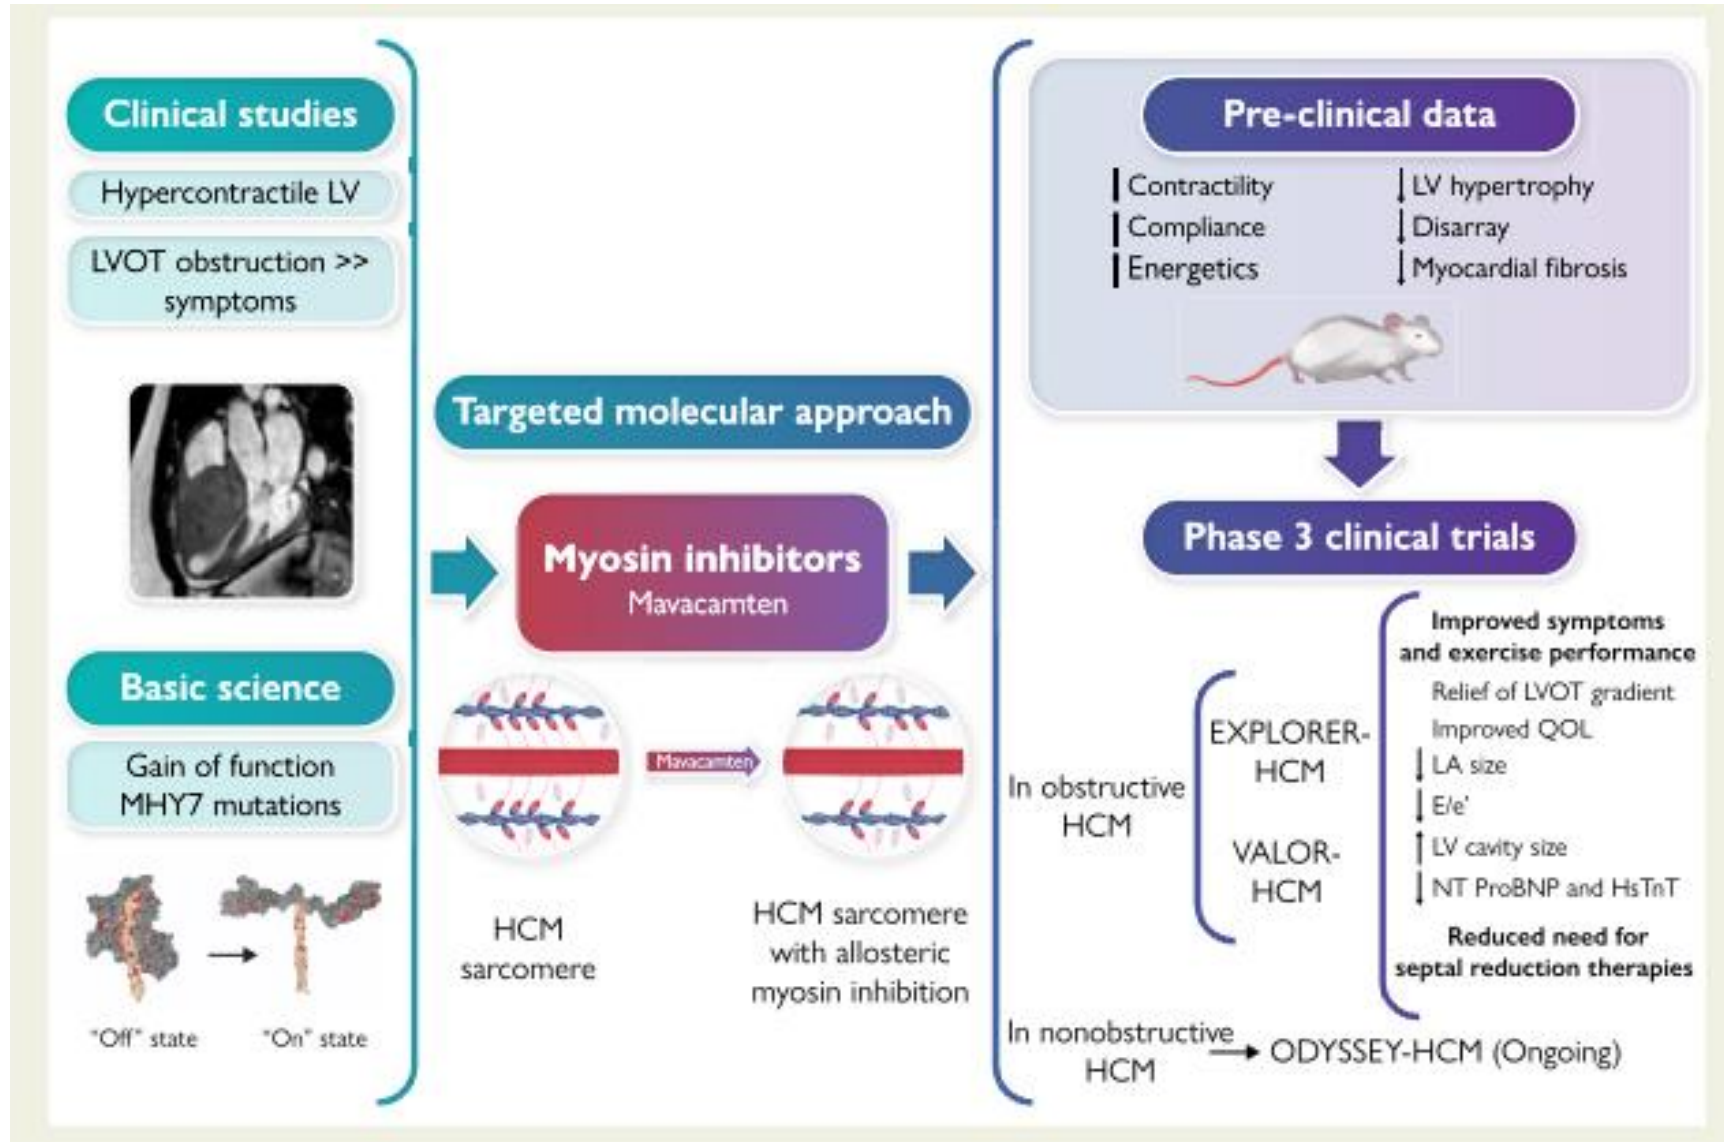 Clinical studies
Hypercontractile LV
LVOT obstruction >>
symptoms
Basic science
Gain of function
MHY7 mutations
"Off" state
"On" state
Targeted molecular approach
Myosin inhibitors
Mavacamten
Mavacamten
HCM
sarcomere
HCM sarcomere
with allosteric
myosin inhibition
Pre-clinical data
Contractility
Compliance
Energetics
↓LV hypertrophy
↓Disarray
↓Myocardial fibrosis
Phase 3 clinical trials
In obstructive
HCM
EXPLORER-
HCM
VALOR-
HCM
Improved symptoms
and exercise performance
Relief of LVOT gradient
Improved QOL
↓LA size
↓E/e'
↑LV cavity size
↓NT ProBNP and HsTnT
Reduced need for
septal reduction therapies
In nonobstructive
HCM
→ ODYSSEY-HCM (Ongoing)